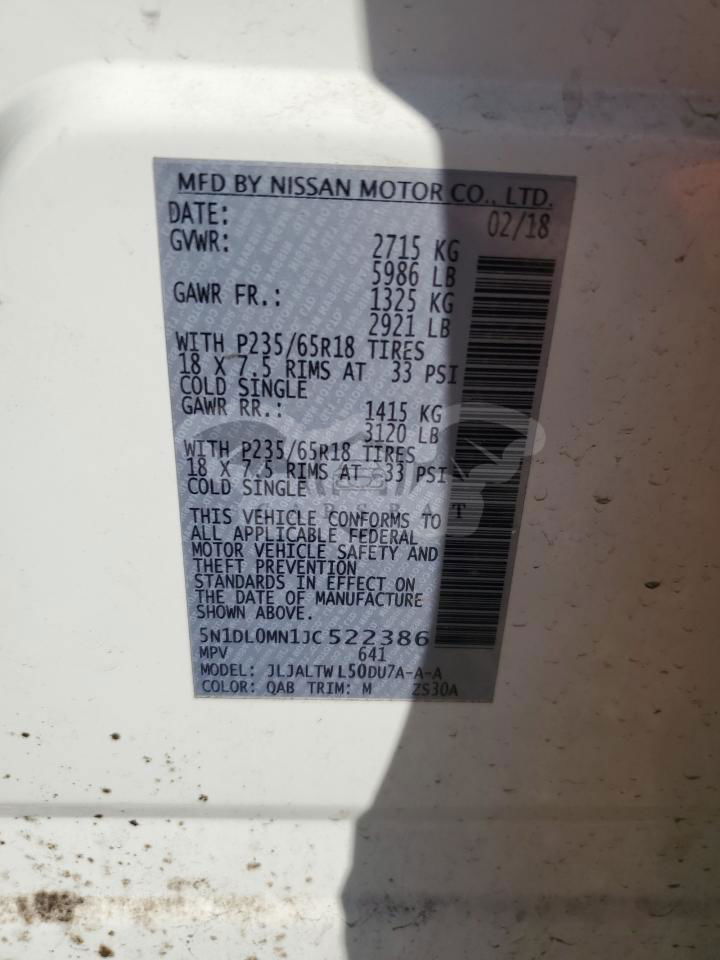 MFD BY NISSAN MOTOR CO., LTD.
DATE: 02/18
GVWR: 2715 KG
5986 LB
GAWR FR.: 1325 KG
2921 LB
WITH P235/65R18 TIRES
18 X 7.5 RIMS AT 33 PSI
COLD SINGLE
GAWR RR.: 1415 KG
3120 LB
WITH P235/65R18 TIRES
18 X 7.5 RIMS AT 33 PSI
COLD SINGLE
THIS VEHICLE CONFORMS TO
ALL APPLICABLE FEDERAL
MOTOR VEHICLE SAFETY AND
THEFT PREVENTION
STANDARDS IN EFFECT ON
THE DATE OF MANUFACTURE
SHOWN ABOVE.
5N1DL0MN1JC522386
MPV 641
MODEL: JLJALTWL50DU7A-A-A
COLOR: QAB TRIM: M ZS30A